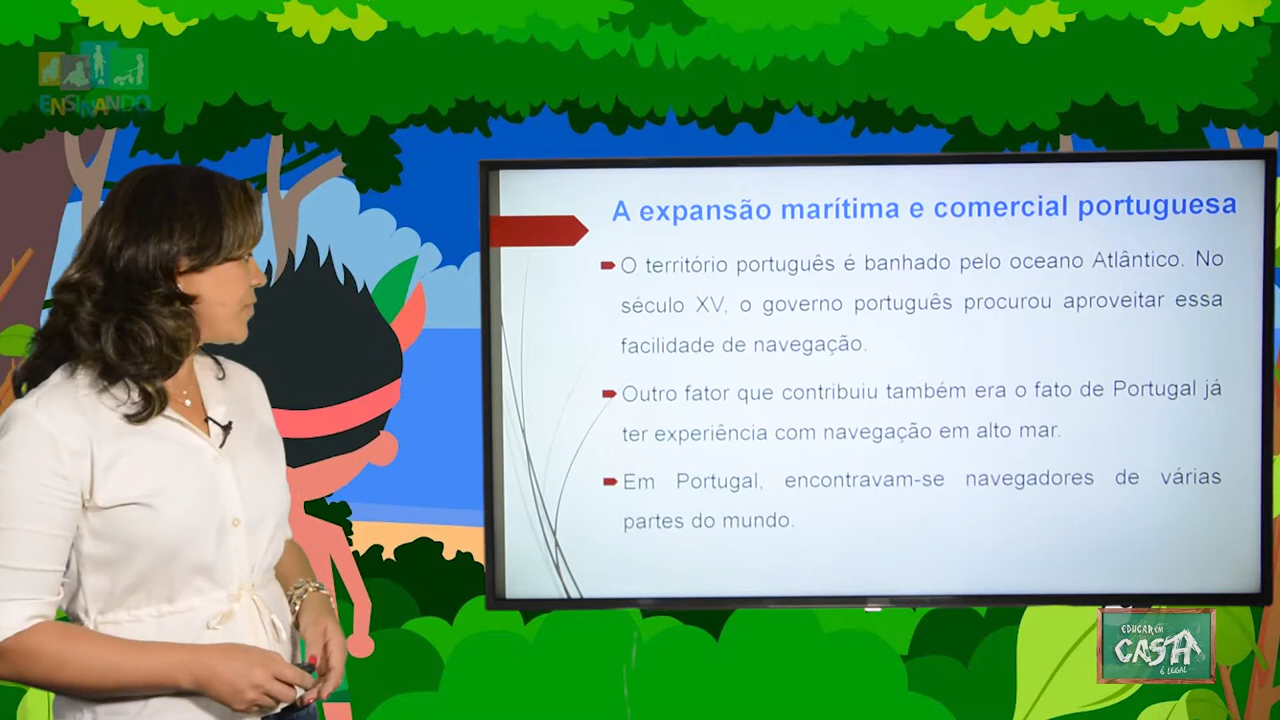 ENSINANDO
A expansão marítima e comercial portuguesa
O território português é banhado pelo oceano Atlântico. No
século XV, o governo português procurou aproveitar essa
facilidade de navegação.
Outro fator que contribuiu também era o fato de Portugal já
ter experiência com navegação em alto mar.
Em Portugal, encontravam-se navegadores de várias
partes do mundo.
EDUCAR EM
CASA
É LEGAL